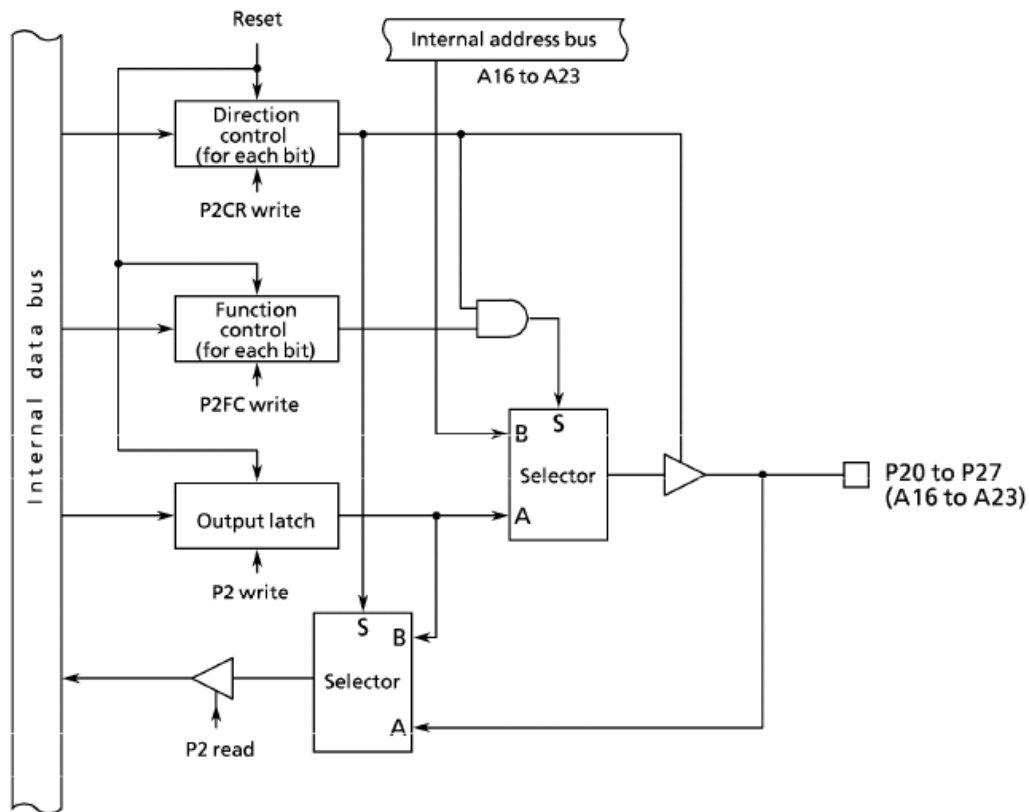 Reset
Internal address bus
A16 to A23
Direction
control
(for each bit)
P2CR write
Internal data bus
Function
control
(for each bit)
P2FC write
S
B
Selector
A
P20 to P27
(A16 to A23)
Output latch
P2 write
S
B
Selector
A
P2 read